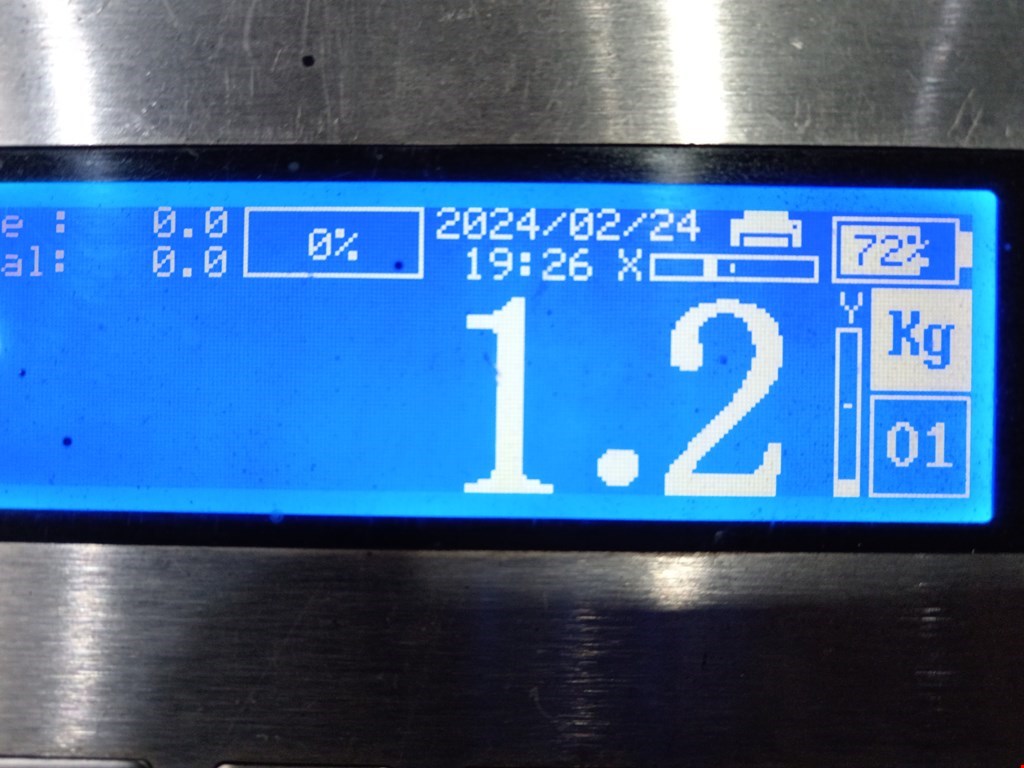 e : 0.0 0% 2024/02/24 72%
al: 0.0 19:26 X
1.2 Y Kg
01